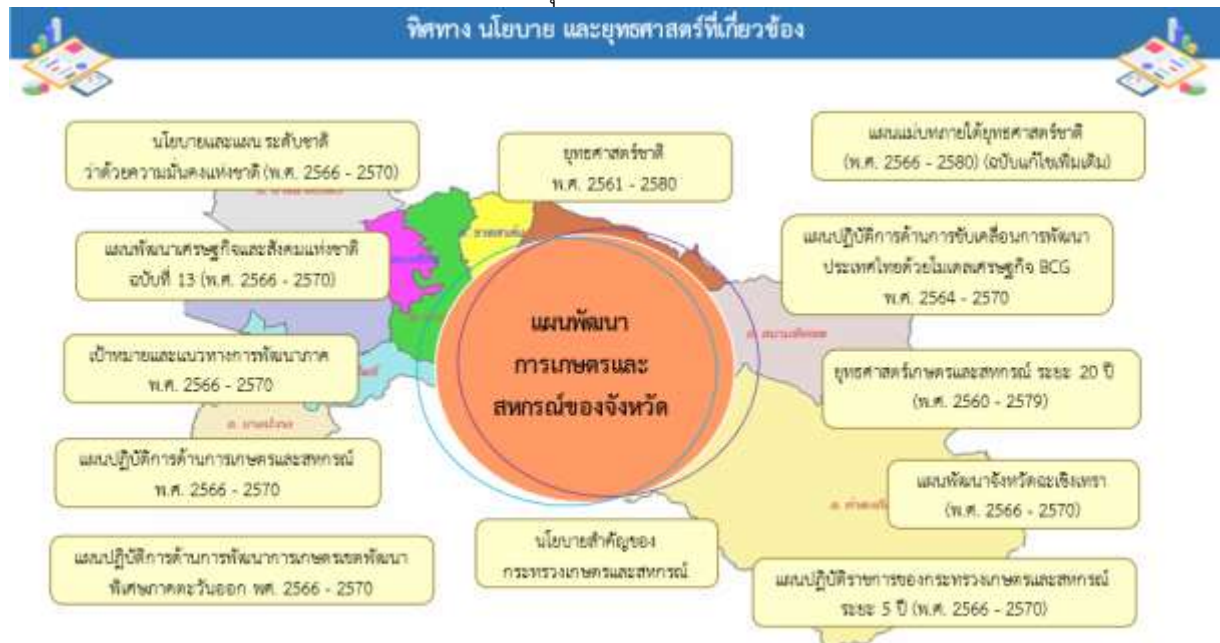 ทิศทาง นโยบาย และยุทธศาสตร์ที่เกี่ยวข้อง
นโยบายและแผน ระดับชาติ
ว่าด้วยความมั่นคงแห่งชาติ (พ.ศ. 2566 - 2570)
ยุทธศาสตร์ชาติ
พ.ศ. 2561 - 2580
แผนแม่บทภายใต้ยุทธศาสตร์ชาติ
(พ.ศ. 2566 - 2580) (ฉบับแก้ไขเพิ่มเติม)
แผนพัฒนาเศรษฐกิจและสังคมแห่งชาติ
ฉบับที่ 13 (พ.ศ. 2566 - 2570)
แผนปฏิบัติการด้านการขับเคลื่อนการพัฒนา
ประเทศไทยด้วยโมเดลเศรษฐกิจ BCG
พ.ศ. 2564 - 2570
แผนพัฒนา
การเกษตรและ
สหกรณ์ของจังหวัด
เป้าหมายและแนวทางการพัฒนาภาค
พ.ศ. 2566 - 2570
ยุทธศาสตร์เกษตรและสหกรณ์ ระยะ 20 ปี
(พ.ศ. 2560 - 2579)
แผนปฏิบัติการด้านการเกษตรและสหกรณ์
พ.ศ. 2566 - 2570
แผนพัฒนาจังหวัดฉะเชิงเทรา
(พ.ศ. 2566 - 2570)
แผนปฏิบัติการด้านการพัฒนาการเกษตรเขตพัฒนา
พิเศษภาคตะวันออก พศ. 2566 - 2570
นโยบายสำคัญของ
กระทรวงเกษตรและสหกรณ์
แผนปฏิบัติราชการของกระทรวงเกษตรและสหกรณ์
ระยะ 5 ปี (พ.ศ. 2566 - 2570)